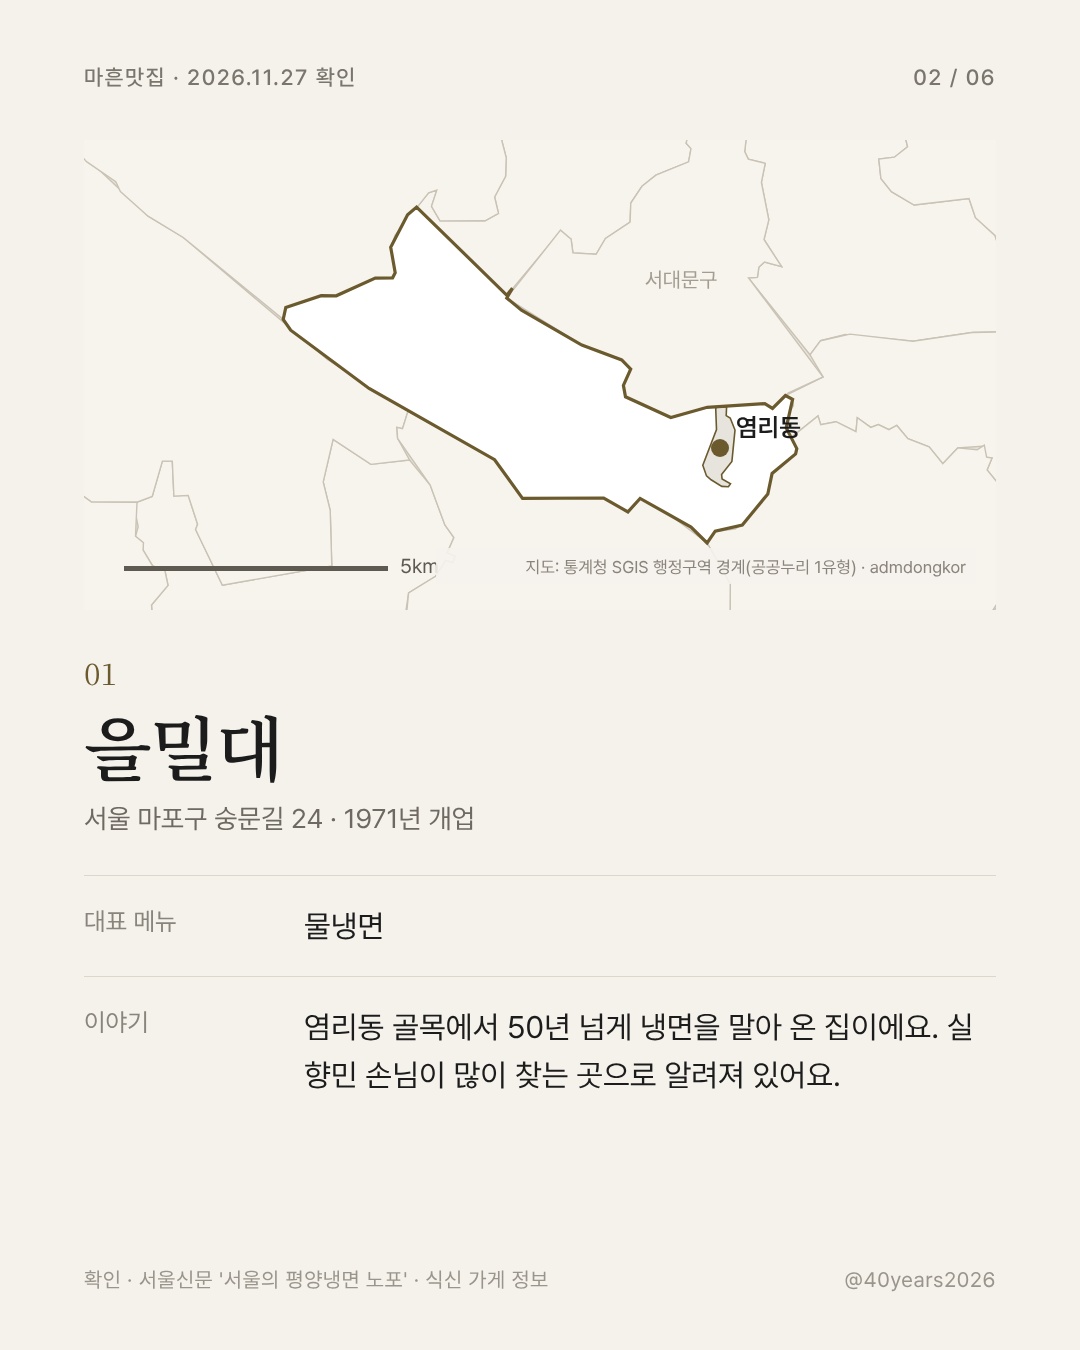 마흔맛집 · 2026.11.27 확인
02 / 06
서대문구
염리동
5km
지도: 통계청 SGIS 행정구역 경계(공공누리 1유형) · admdongkor
01
을밀대
서울 마포구 숭문길 24 · 1971년 개업
대표 메뉴
물냉면
이야기
염리동 골목에서 50년 넘게 냉면을 말아 온 집이에요. 실
향민 손님이 많이 찾는 곳으로 알려져 있어요.
확인 · 서울신문 '서울의 평양냉면 노포' · 식신 가게 정보
@40years2026